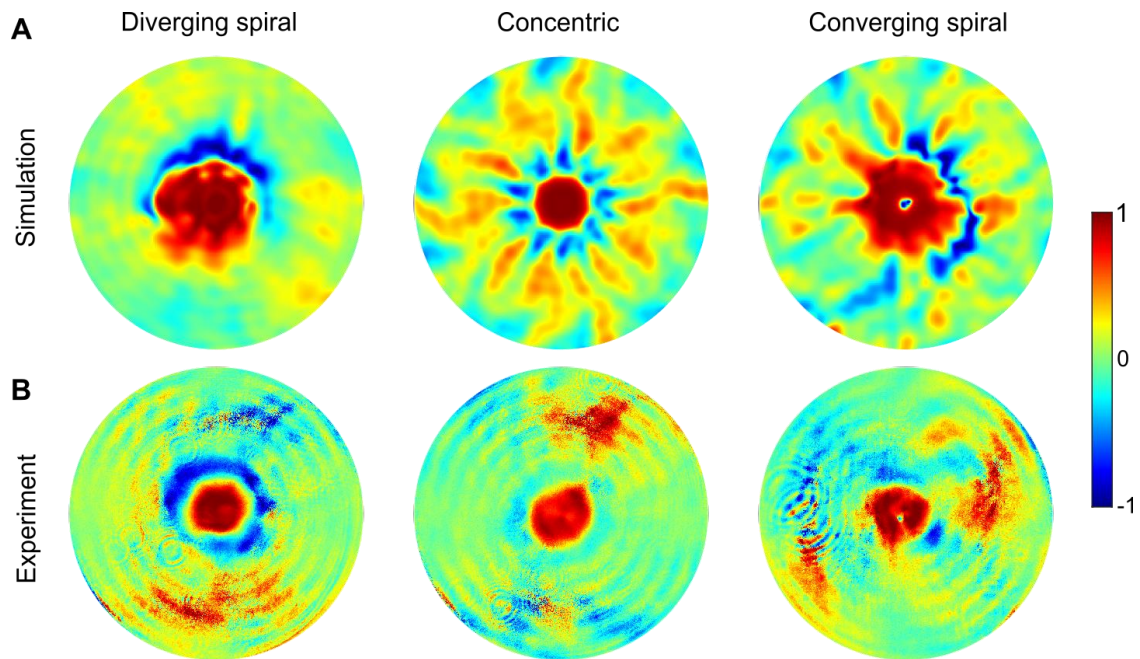 A
Diverging spiral
Concentric
Converging spiral
Simulation
1
0
-1
B
Experiment